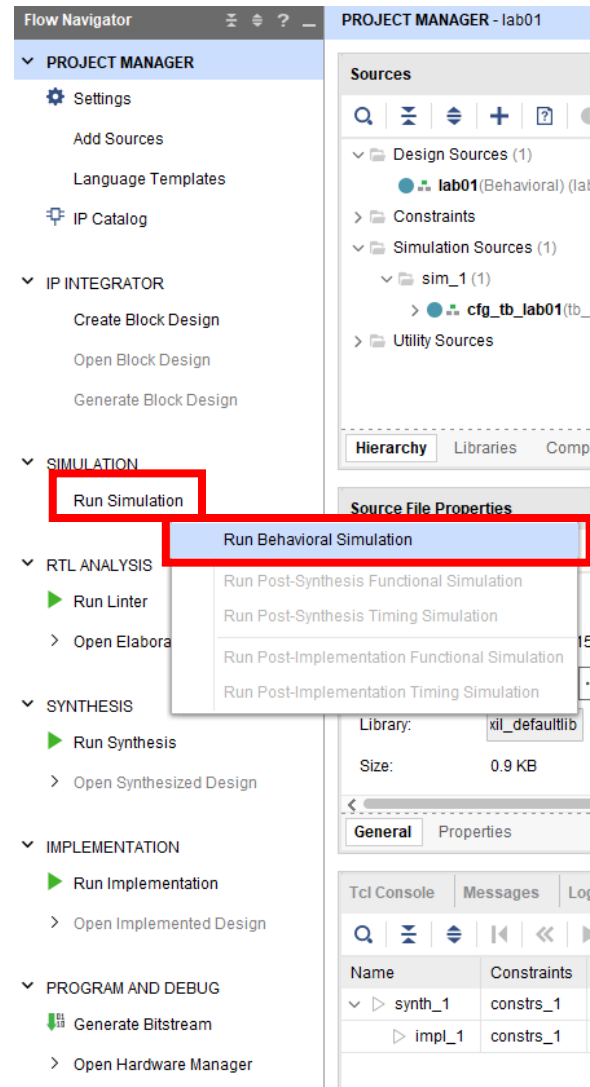 Flow Navigator
?
PROJECT MANAGER
Settings
Add Sources
Language Templates
IP Catalog
IP INTEGRATOR
Create Block Design
Open Block Design
Generate Block Design
SIMULATION
Run Simulation
Run Behavioral Simulation
Run Post-Synthesis Functional Simulation
Run Post-Synthesis Timing Simulation
Run Post-Implementation Functional Simulation
Run Post-Implementation Timing Simulation
RTL ANALYSIS
Run Linter
Open Elabora
SYNTHESIS
Run Synthesis
Open Synthesized Design
IMPLEMENTATION
Run Implementation
Open Implemented Design
PROGRAM AND DEBUG
Generate Bitstream
Open Hardware Manager
PROJECT MANAGER - lab01
Sources
?
Design Sources (1)
lab01(Behavioral) (lab
Constraints
Simulation Sources (1)
sim_1 (1)
cfg_tb_lab01(tb_
Utility Sources
Hierarchy Libraries Comp
Source File Properties
15
Library: xil_defaultlib
Size: 0.9 KB
General Properties
Tcl Console Messages Log
Name Constraints
synth_1 constrs_1
impl_1 constrs_1